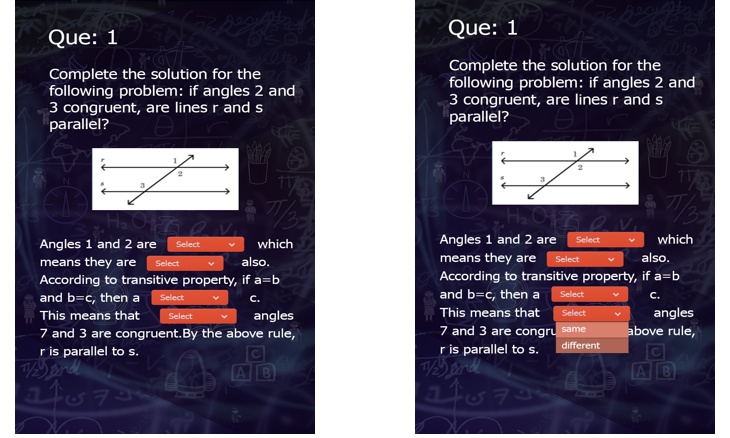 Que: 1
Complete the solution for the
following problem: if angles 2 and
3 congruent, are lines r and s
parallel?
r
1
2
s
3
Angles 1 and 2 are Select which
means they are Select also.
According to transitive property, if a=b
and b=c, then a Select c.
This means that Select angles
7 and 3 are congruent.By the above rule,
r is parallel to s.
Que: 1
Complete the solution for the
following problem: if angles 2 and
3 congruent, are lines r and s
parallel?
r
1
2
s
3
Angles 1 and 2 are Select which
means they are Select also.
According to transitive property, if a=b
and b=c, then a Select c.
This means that Select angles
7 and 3 are congru same above rule,
r is parallel to s. different